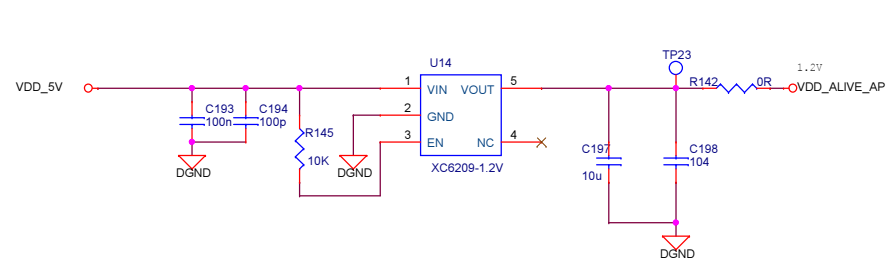 U14
TP23
1.2V
VDD_5V
1
VIN
VOUT
5
R142
0R
VDD_ALIVE_AP
C193
100n
C194
100p
2
GND
R145
10K
3
EN
NC
4
XC6209-1.2V
C197
10u
C198
104
DGND
DGND
DGND